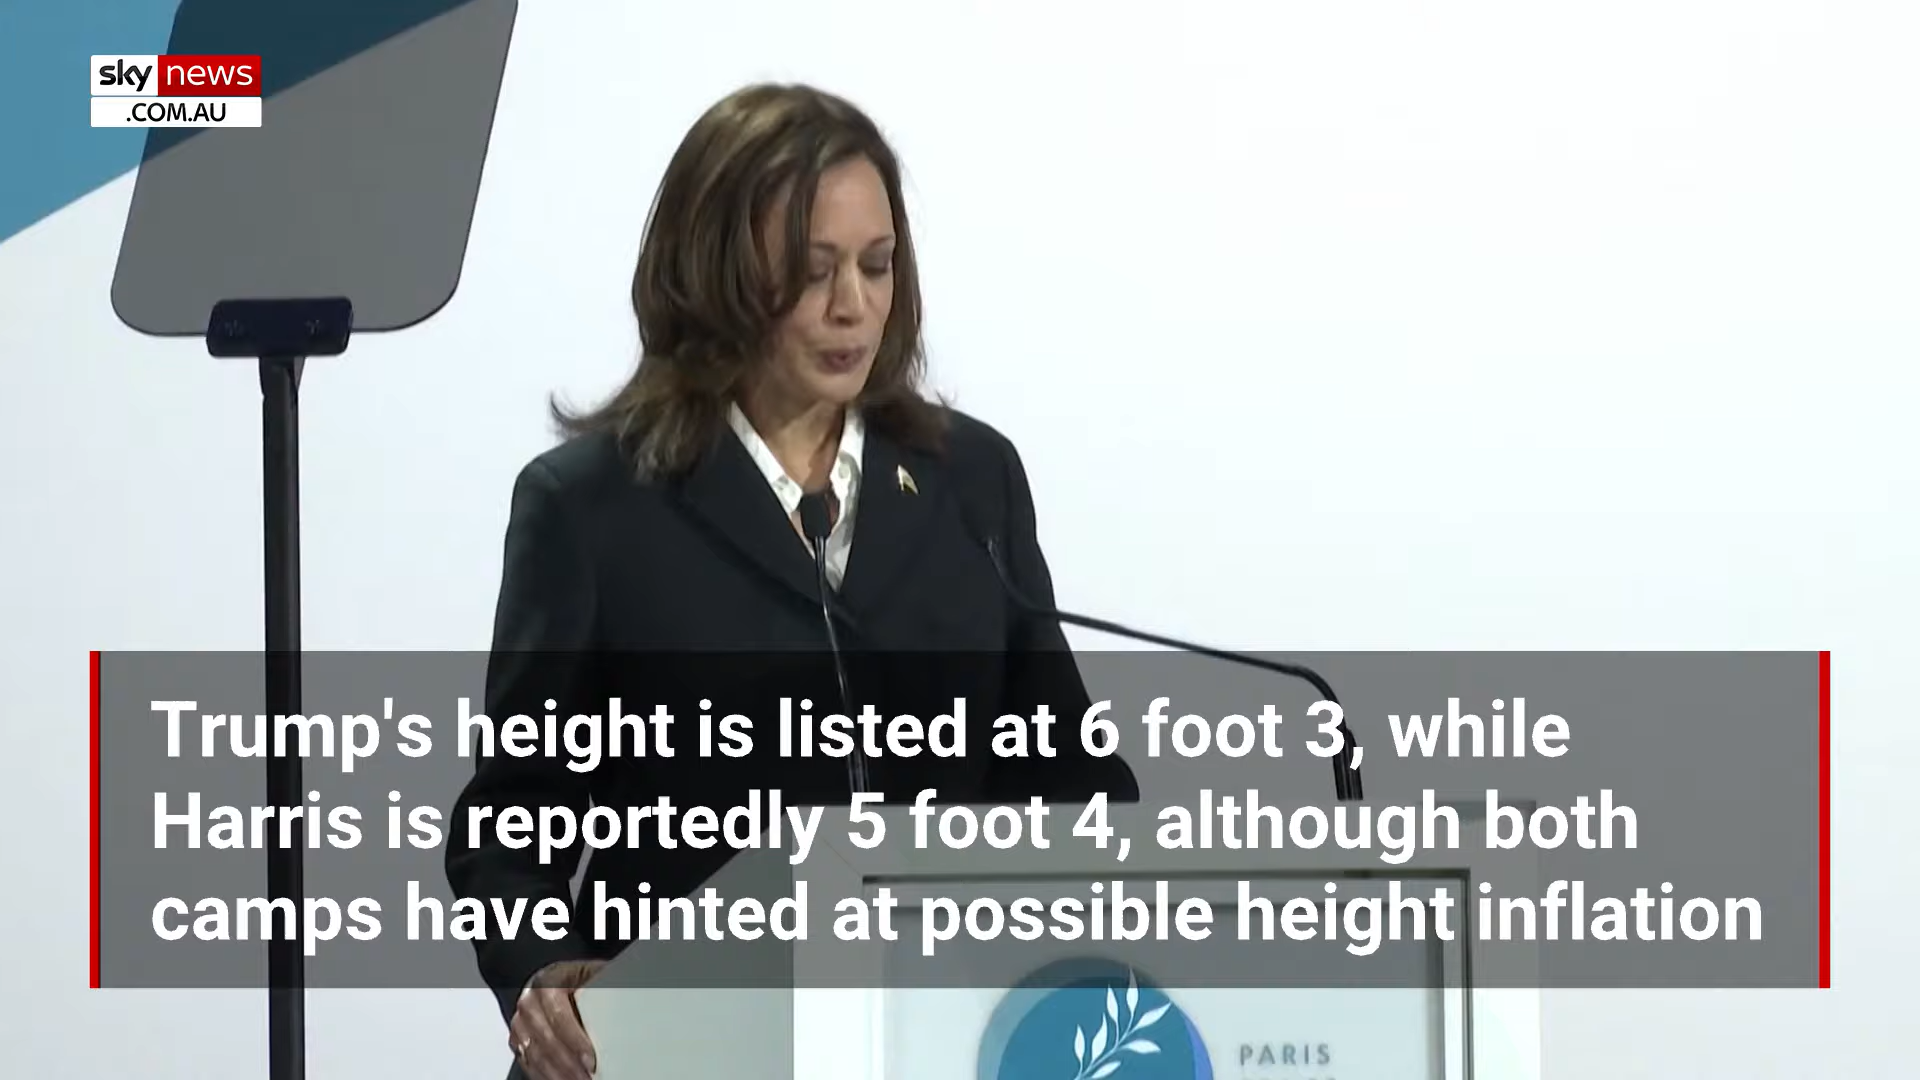 sky news
.COM.AU
Trump's height is listed at 6 foot 3, while
Harris is reportedly 5 foot 4, although both
camps have hinted at possible height inflation
PARIS